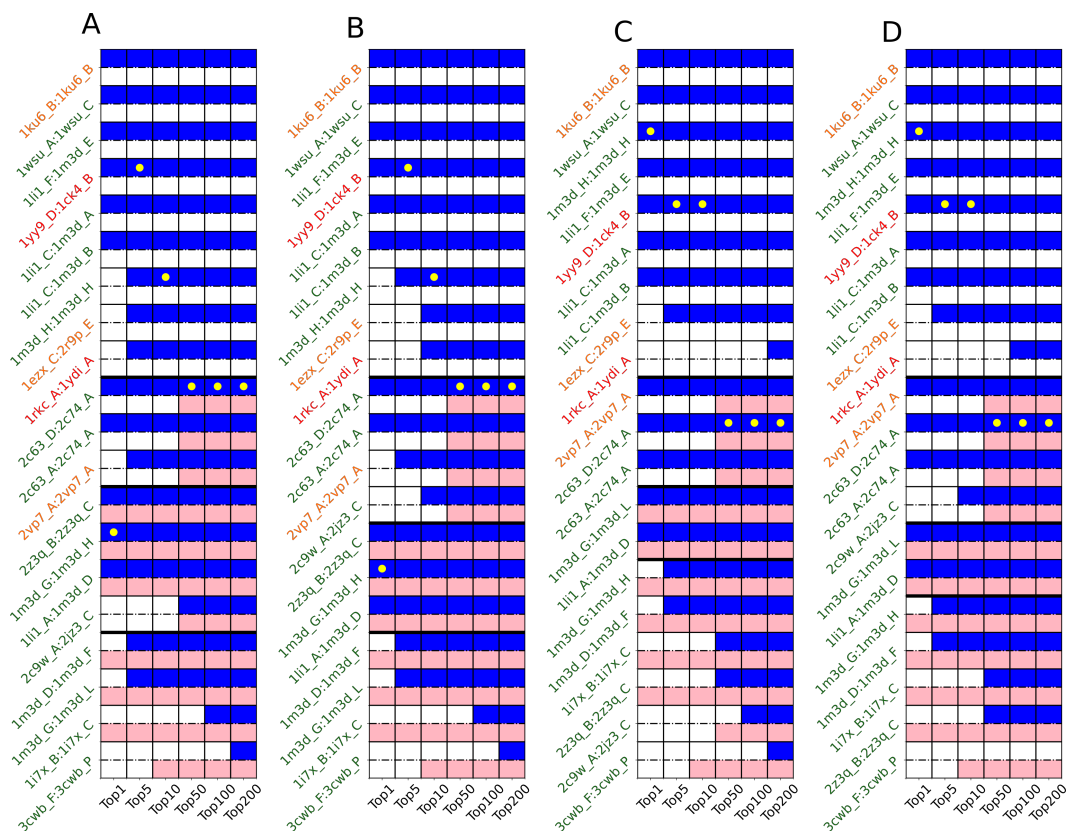 A
1ku6_B:1ku6_B
1wsu_A:1wsu_C
1li1_F:1m3d_E
1yy9_D:1ck4_B
1li1_C:1m3d_A
1li1_C:1m3d_B
1m3d_H:1m3d_H
1ezx_C:2r9p_E
1rkc_A:1ydi_A
2c63_D:2c74_A
2c63_A:2c74_A
2vp7_A:2vp7_A
2z3q_B:2z3q_C
1m3d_G:1m3d_H
1li1_A:1m3d_D
2c9w_A:2jz3_C
1m3d_D:1m3d_F
1m3d_G:1m3d_L
1i7x_B:1i7x_C
3cwb_F:3cwb_P
Top1
Top5
Top10
Top50
Top100
Top200
B
1ku6_B:1ku6_B
1wsu_A:1wsu_C
1li1_F:1m3d_E
1yy9_D:1ck4_B
1li1_C:1m3d_A
1li1_C:1m3d_B
1m3d_H:1m3d_H
1ezx_C:2r9p_E
1rkc_A:1ydi_A
2c63_D:2c74_A
2c63_A:2c74_A
2vp7_A:2vp7_A
2c9w_A:2jz3_C
2z3q_B:2z3q_C
1m3d_G:1m3d_H
1li1_A:1m3d_D
1m3d_D:1m3d_F
1m3d_G:1m3d_L
1i7x_B:1i7x_C
3cwb_F:3cwb_P
Top1
Top5
Top10
Top50
Top100
Top200
C
1ku6_B:1ku6_B
1wsu_A:1wsu_C
1m3d_H:1m3d_H
1li1_F:1m3d_E
1yy9_D:1ck4_B
1li1_C:1m3d_A
1li1_C:1m3d_B
1ezx_C:2r9p_E
1rkc_A:1ydi_A
2vp7_A:2vp7_A
2c63_D:2c74_A
2c63_A:2c74_A
1m3d_G:1m3d_L
1li1_A:1m3d_D
1m3d_G:1m3d_H
1m3d_D:1m3d_F
1i7x_B:1i7x_C
2z3q_B:2z3q_C
2c9w_A:2jz3_C
3cwb_F:3cwb_P
Top1
Top5
Top10
Top50
Top100
Top200
D
1ku6_B:1ku6_B
1wsu_A:1wsu_C
1m3d_H:1m3d_H
1li1_F:1m3d_E
1yy9_D:1ck4_B
1li1_C:1m3d_A
1li1_C:1m3d_B
1ezx_C:2r9p_E
1rkc_A:1ydi_A
2vp7_A:2vp7_A
2c63_D:2c74_A
2c63_A:2c74_A
2c9w_A:2jz3_C
1m3d_G:1m3d_L
1li1_A:1m3d_D
1m3d_G:1m3d_H
1m3d_D:1m3d_F
1i7x_B:1i7x_C
2z3q_B:2z3q_C
3cwb_F:3cwb_P
Top1
Top5
Top10
Top50
Top100
Top200